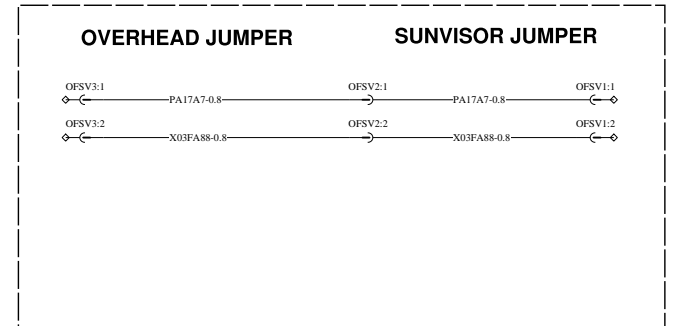 OVERHEAD JUMPER SUNVISOR JUMPER
OFSV3:1 OFSV2:1 OFSV1:1
PA17A7-0.8 PA17A7-0.8
OFSV3:2 OFSV2:2 OFSV1:2
X03FA88-0.8 X03FA88-0.8